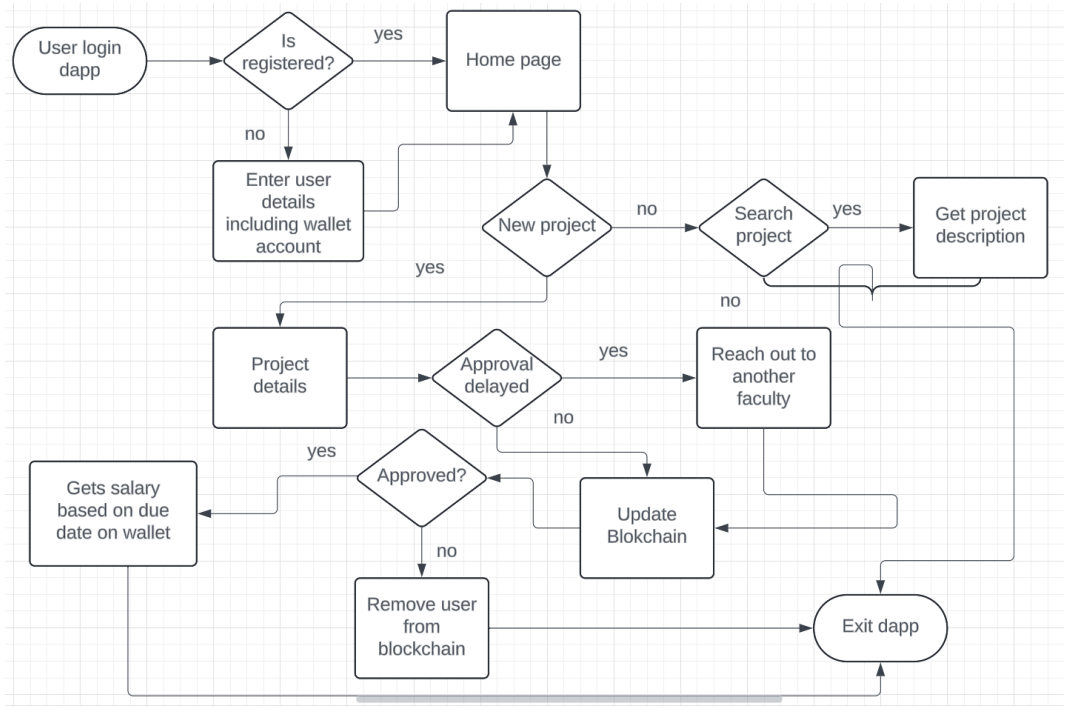 User login
dapp
Is
registered?
yes
Home page
no
Enter user
details
including wallet
account
New project
no
Search
project
yes
Get project
description
yes
no
Project
details
Approval
delayed
yes
Reach out to
another
faculty
no
yes
Approved?
Gets salary
based on due
date on wallet
Update
Blokchain
no
Remove user
from
blockchain
Exit dapp